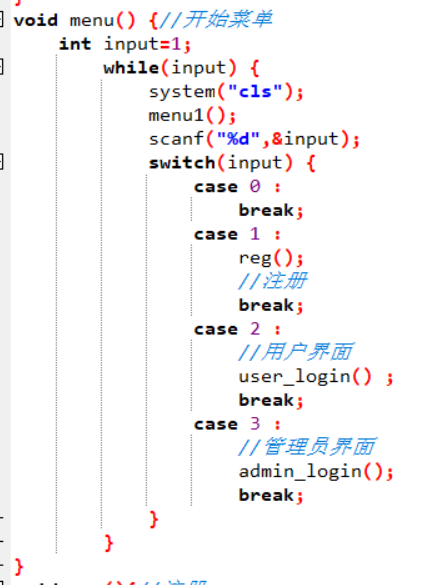 void menu() {//开始菜单
int input=1;
while(input) {
system("cls");
menu1();
scanf("%d",&input);
switch(input) {
case 0 :
break;
case 1 :
reg();
//注册
break;
case 2 :
//用户界面
user_login() ;
break;
case 3 :
//管理员界面
admin_login();
break;
}
}
}